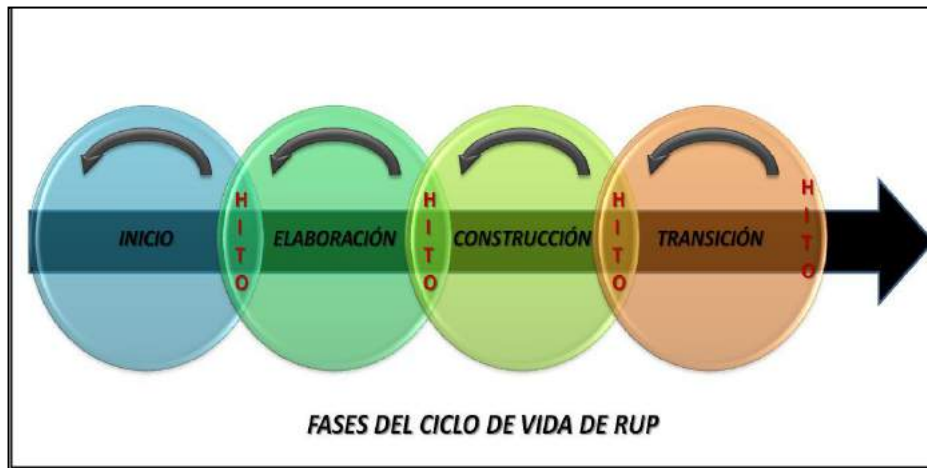 INICIO
HITO
ELABORACIÓN
HITO
CONSTRUCCIÓN
HITO
TRANSICIÓN
HITO
FASES DEL CICLO DE VIDA DE RUP